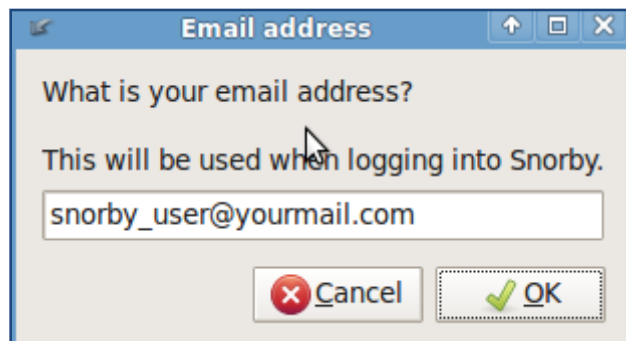 Email address
What is your email address?
This will be used when logging into Snorby.
snorby_user@yourmail.com
Cancel OK